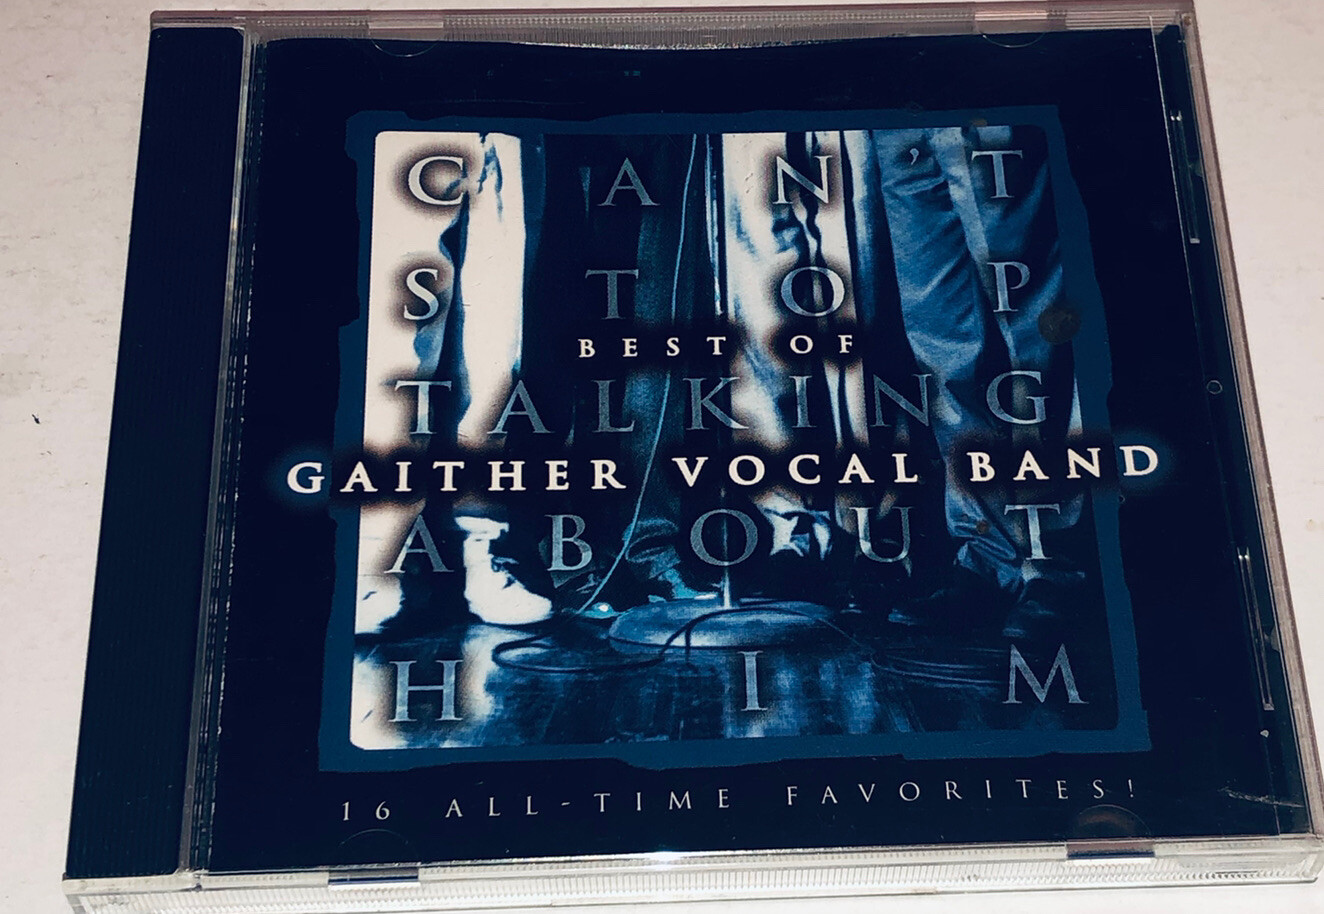 CAN'T
STOP
BEST OF
TALKING
GAITHER VOCAL BAND
ABOUT
HIM
16 ALL-TIME FAVORITES!